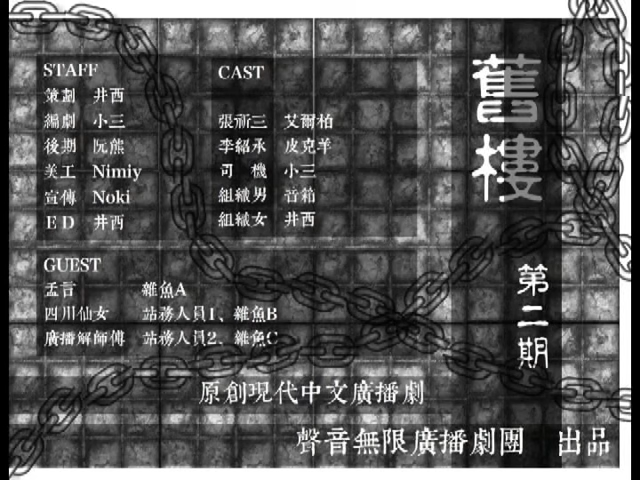 STAFF
策劃 井西
編劇 小三
後期 阮熊
美工 Nimiy
宣傳 Noki
ED 井西
CAST
張祈三 艾爾柏
李紹承 皮克羊
司機 小三
組織男 音箱
組織女 井西
GUEST
孟言 雜魚A
四川仙女 站務人員1、雜魚B
廣播解師傅 站務人員2、雜魚C
舊樓
第二期
原創現代中文廣播劇
聲音無限廣播劇團 出品